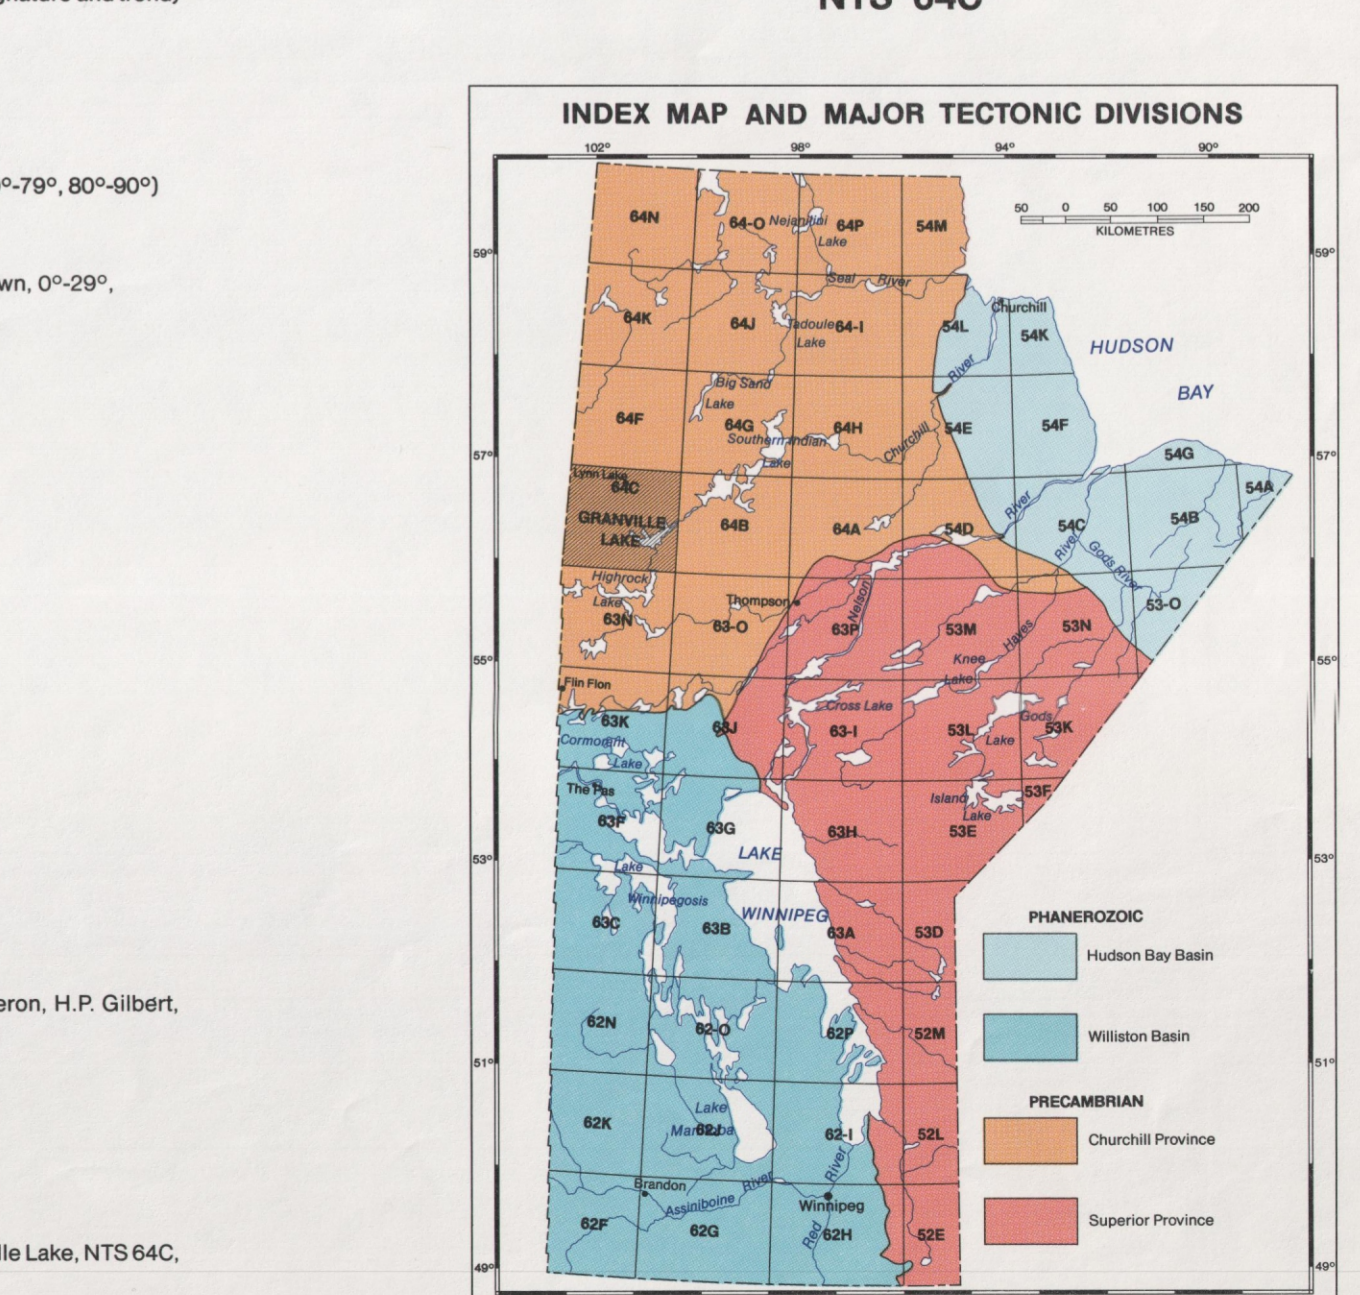 NTS 64C
0-79°, 80°-90°)
wn, 0°-29°,
eron, H.P. Gilbert,
lle Lake, NTS 64C,
INDEX MAP AND MAJOR TECTONIC DIVISIONS
102° 98° 94° 90°
50 0 50 100 150 200
KILOMETRES
64N 64-O Nejanilini 64P 54M
Lake
59° 59°
Seal River
64K 64J Tadoule 64-I 54L Churchill 54K
Lake
HUDSON
BAY
River
Big Sand
Lake
64F 64G 64H Churchill 54E 54F
Southern Indian
Lake
57° 57°
54G
54A
Lynn Lake
64C
GRANVILLE
LAKE
64B 64A 54D River 54C 54B
River Gods River
Highrock
Lake
63N Thompson 63-O Nelson 63P 53M Hayes 53N 53-O
Knee
Lake
55° 55°
Flin Flon
63K 63J Cross Lake 63-I 53L Gods 53K
Lake
Cormorant
Lake
The Pas
63F 63G 63H Island 53E 53F
Lake
LAKE
WINNIPEG
53° 53°
Lake
Winnipegosis
63C 63B 63A 53D
62N 62-O 62P 52M
51° 51°
Lake
Manitoba
62K 62J 62-I 52L
Brandon
Assiniboine River
River
Winnipeg
Red
62F 62G 62H 52E
49° 49°
PHANEROZOIC
Hudson Bay Basin
Williston Basin
PRECAMBRIAN
Churchill Province
Superior Province